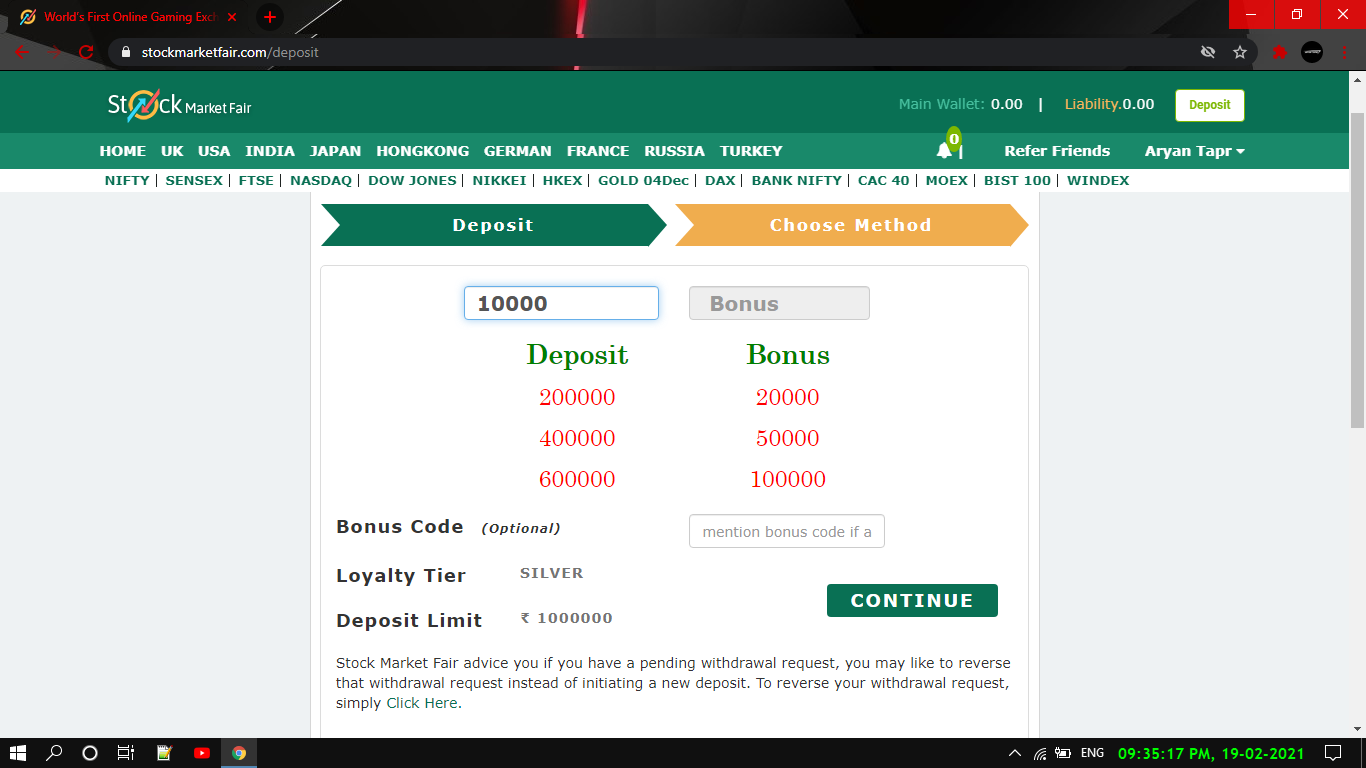 World's First Online Gaming Exch
stockmarketfair.com/deposit
Stock Market Fair
Main Wallet: 0.00 | Liability.0.00 Deposit
HOME UK USA INDIA JAPAN HONGKONG GERMAN FRANCE RUSSIA TURKEY 0 | Refer Friends Aryan Tapr
NIFTY | SENSEX | FTSE | NASDAQ | DOW JONES | NIKKEI | HKEX | GOLD 04Dec | DAX | BANK NIFTY | CAC 40 | MOEX | BIST 100 | WINDEX
Deposit Choose Method
10000 Bonus
Deposit Bonus
200000 20000
400000 50000
600000 100000
Bonus Code (Optional) mention bonus code if a
Loyalty Tier SILVER
CONTINUE
Deposit Limit ₹ 1000000
Stock Market Fair advice you if you have a pending withdrawal request, you may like to reverse
that withdrawal request instead of initiating a new deposit. To reverse your withdrawal request,
simply Click Here.
ENG 09:35:17 PM, 19-02-2021